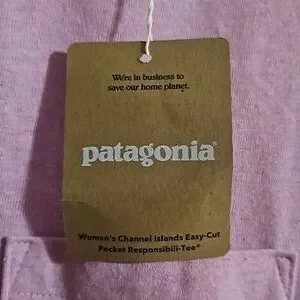 We're in business to
save our home planet.
patagonia®
Women's Channel Islands Easy-Cut
Pocket Responsibili-Tee®